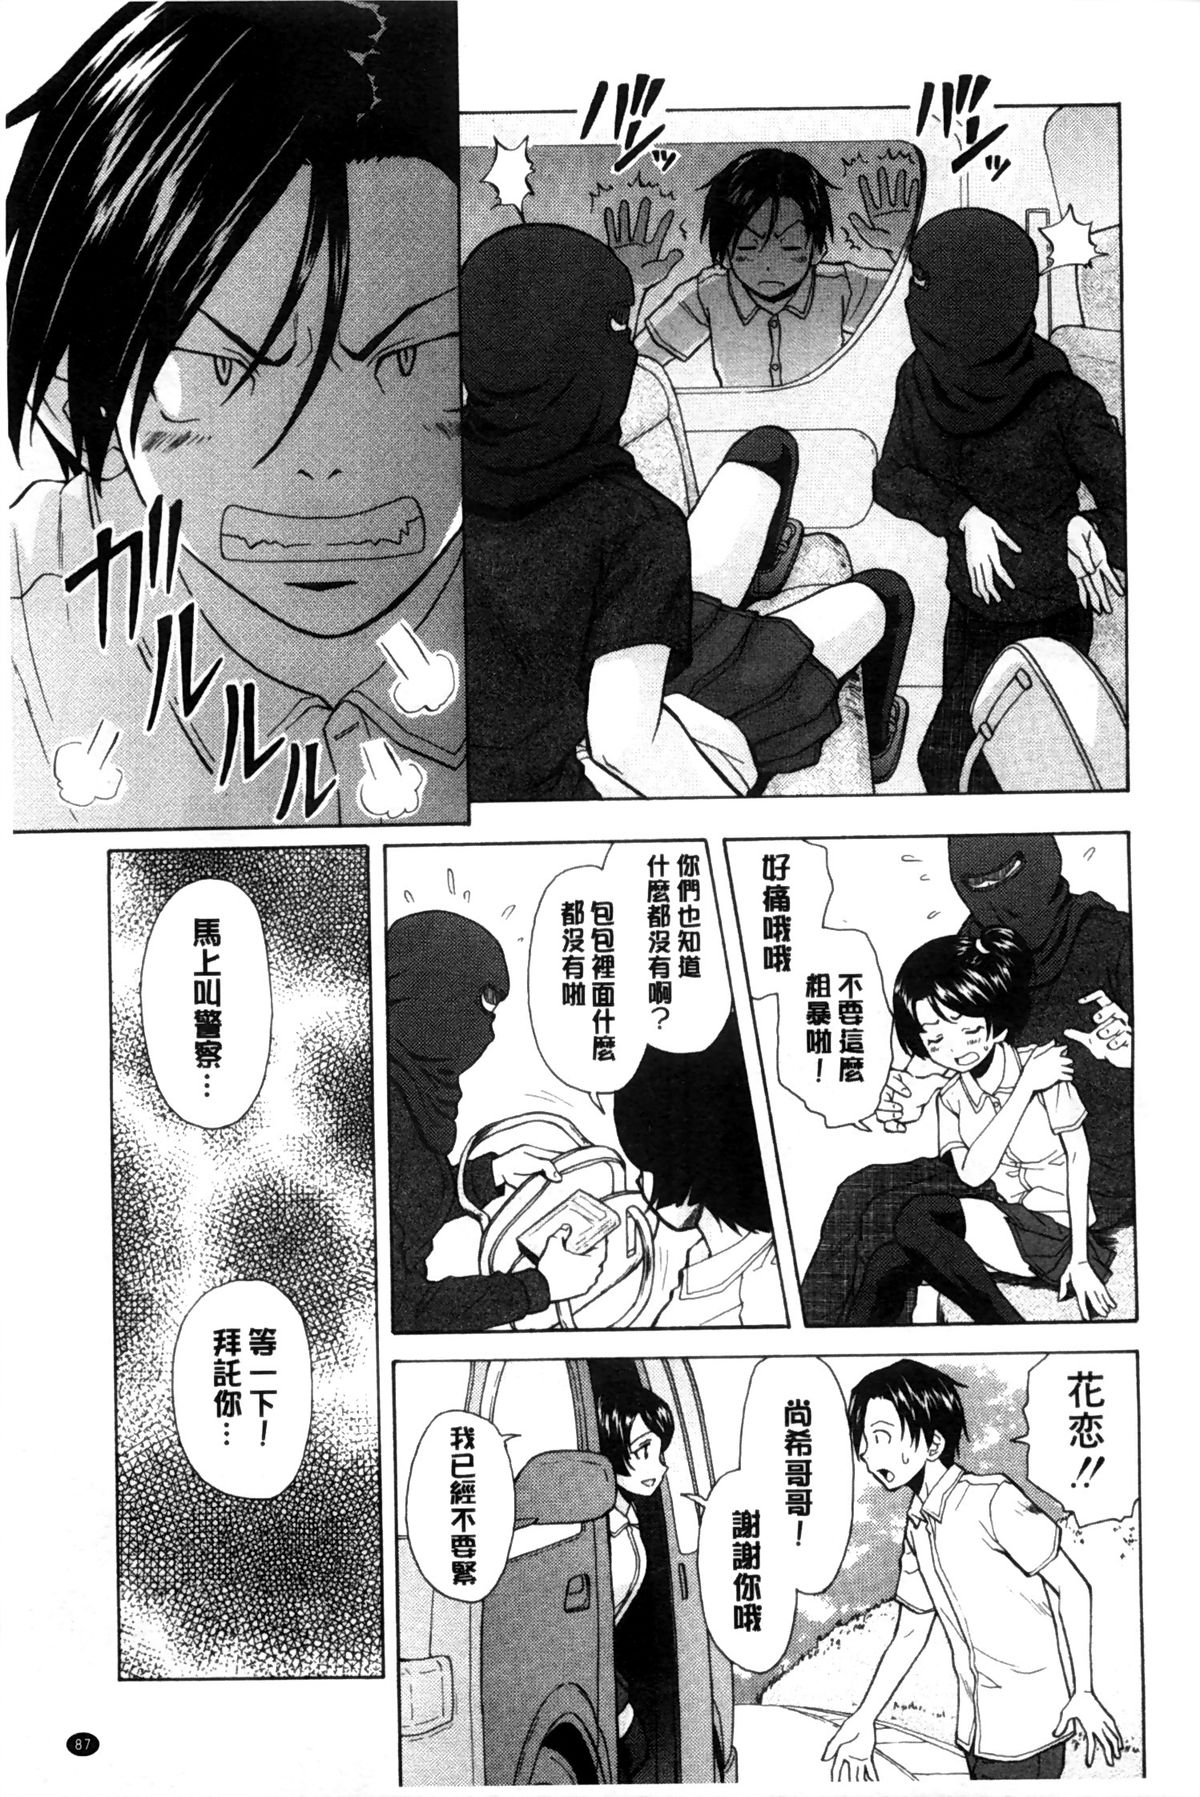 バンッ
バンッ
バンッ
ガルルルル
好痛哦哦
不要這麼
粗暴啦！
你們也知道
什麼都沒有啊？
包包裡面什麼
都沒有啦
馬上叫警察…
等一下！
拜託你…
花恋!!
尚希哥哥！
謝謝你哦
我已經不要緊
87